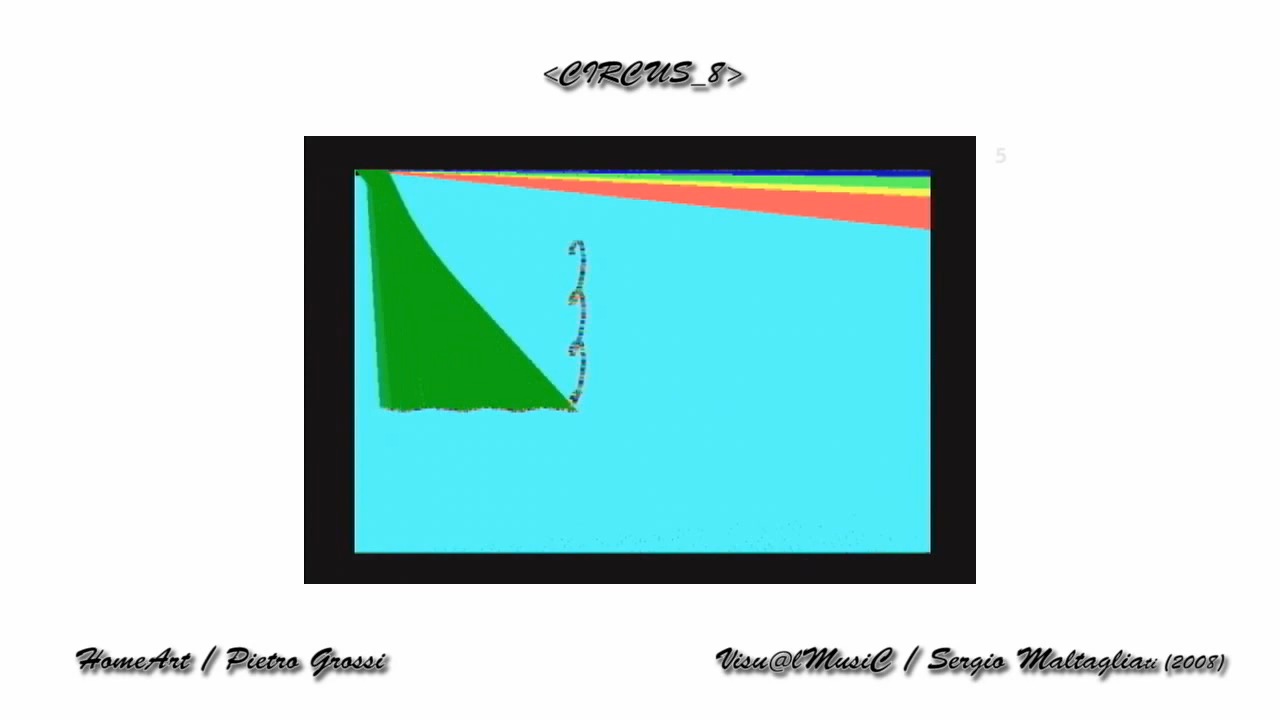 <CIRCUS_8>
5
HomeArt / Pietro Grossi
Visu@lMusiC / Sergio Maltagliati (2008)